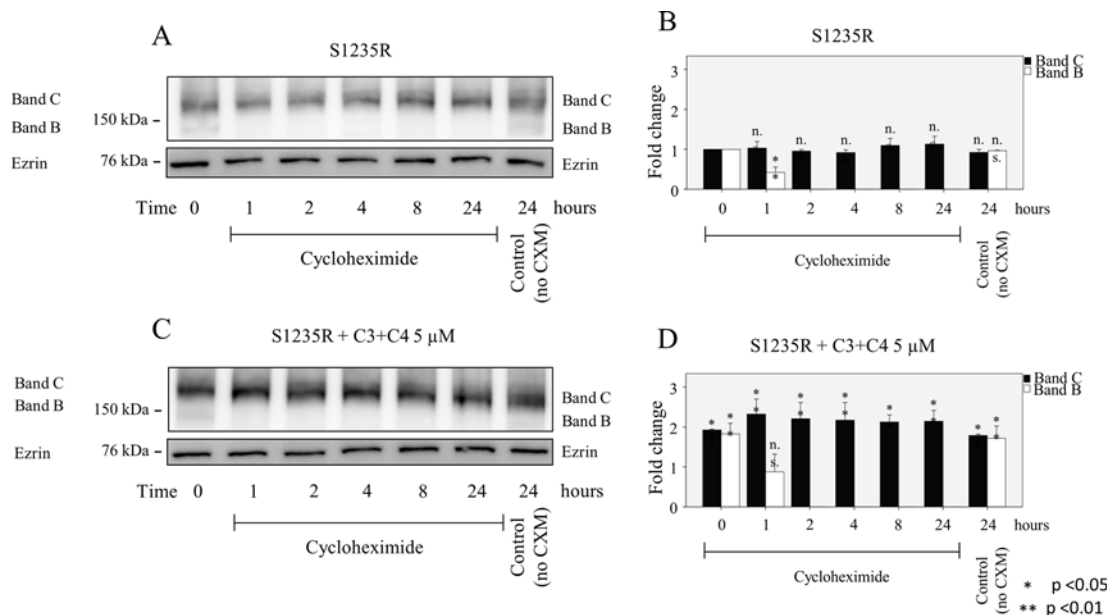 A
S1235R
Band C
Band B
150 kDa
Band C
Band B
Ezrin
76 kDa
Ezrin
Time 0 1 2 4 8 24 24 hours
Cycloheximide
Control
(no CXM)
B
S1235R
Band C
Band B
Fold change
3
2
1
0
n. * * n. n. n. n. n. n. s.
0 1 2 4 8 24 24 hours
Cycloheximide
Control
(no CXM)
C
S1235R + C3+C4 5 µM
Band C
Band B
150 kDa
Band C
Band B
Ezrin
76 kDa
Ezrin
Time 0 1 2 4 8 24 24 hours
Cycloheximide
Control
(no CXM)
D
S1235R + C3+C4 5 µM
Band C
Band B
Fold change
3
2
1
0
* * * * * n. s. * * * * * * * * * *
0 1 2 4 8 24 24 hours
Cycloheximide
Control
(no CXM)
* p <0.05
** p <0.01